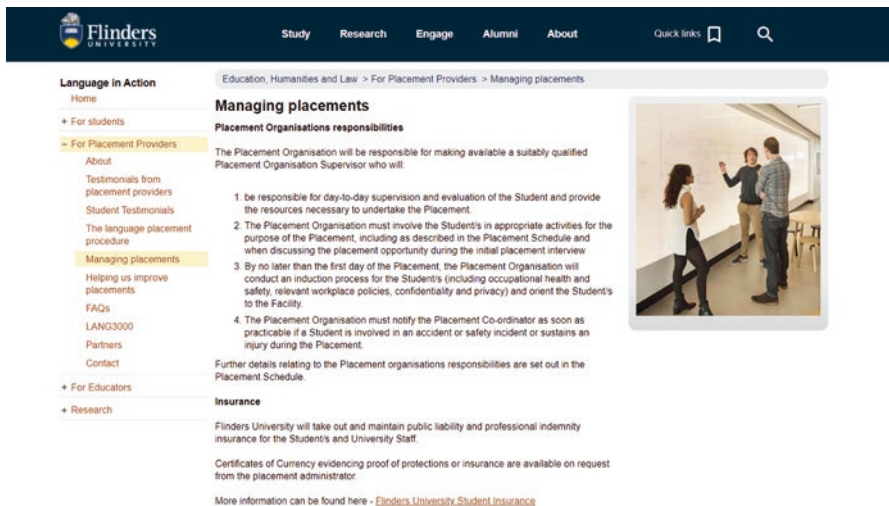 Flinders
UNIVERSITY
Study Research Engage Alumni About
Quick links
Language in Action
Home
+ For students
– For Placement Providers
About
Testimonials from
placement providers
Student Testimonials
The language placement
procedure
Managing placements
Helping us improve
placements
FAQs
LANG3000
Partners
Contact
+ For Educators
+ Research
Education, Humanities and Law > For Placement Providers > Managing placements
Managing placements
Placement Organisations responsibilities
The Placement Organisation will be responsible for making available a suitably qualified
Placement Organisation Supervisor who will:
1. be responsible for day-to-day supervision and evaluation of the Student and provide
the resources necessary to undertake the Placement.
2. The Placement Organisation must involve the Student/s in appropriate activities for the
purpose of the Placement, including as described in the Placement Schedule and
when discussing the placement opportunity during the initial placement interview
3. By no later than the first day of the Placement, the Placement Organisation will
conduct an induction process for the Student/s (including occupational health and
safety, relevant workplace policies, confidentiality and privacy) and orient the Student/s
to the Facility.
4. The Placement Organisation must notify the Placement Co-ordinator as soon as
practicable if a Student is involved in an accident or safety incident or sustains an
injury during the Placement.
Further details relating to the Placement organisations responsibilities are set out in the
Placement Schedule.
Insurance
Flinders University will take out and maintain public liability and professional indemnity
insurance for the Student/s and University Staff.
Certificates of Currency evidencing proof of protections or insurance are available on request
from the placement administrator.
More information can be found here - Flinders University Student Insurance